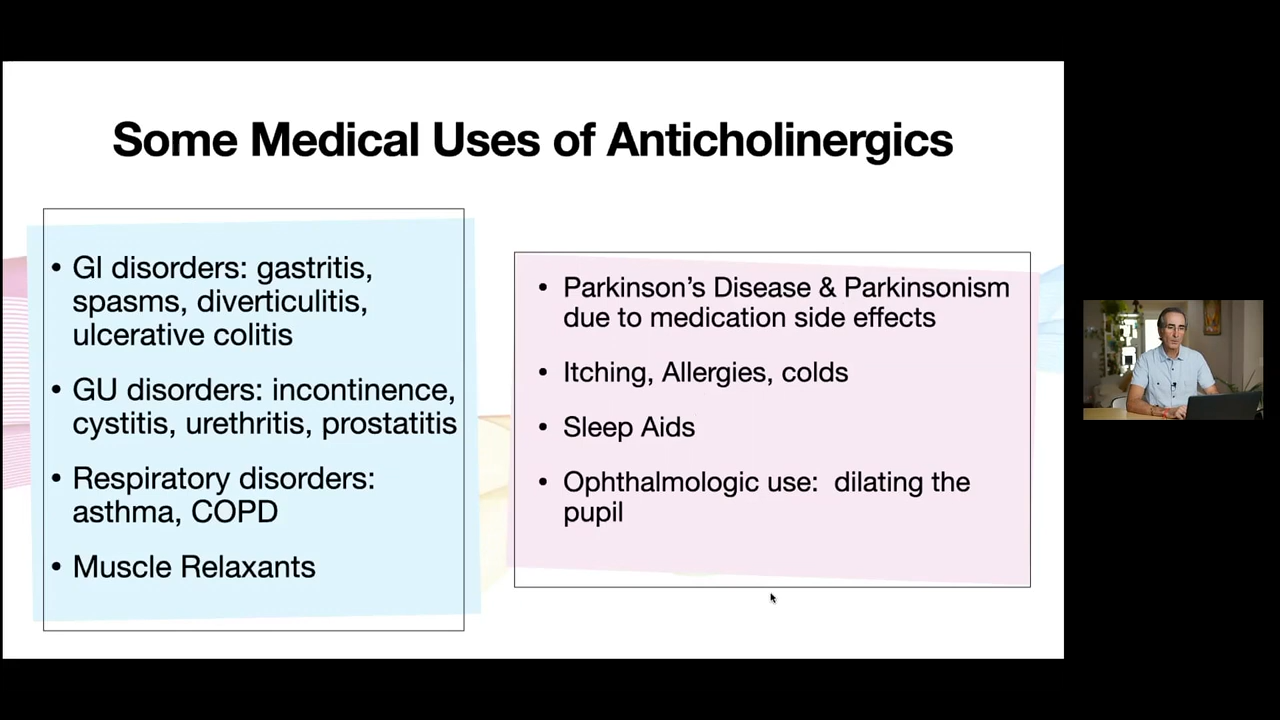 Some Medical Uses of Anticholinergics
• GI disorders: gastritis,
spasms, diverticulitis,
ulcerative colitis
• GU disorders: incontinence,
cystitis, urethritis, prostatitis
• Respiratory disorders:
asthma, COPD
• Muscle Relaxants
• Parkinson’s Disease & Parkinsonism
due to medication side effects
• Itching, Allergies, colds
• Sleep Aids
• Ophthalmologic use:  dilating the
pupil